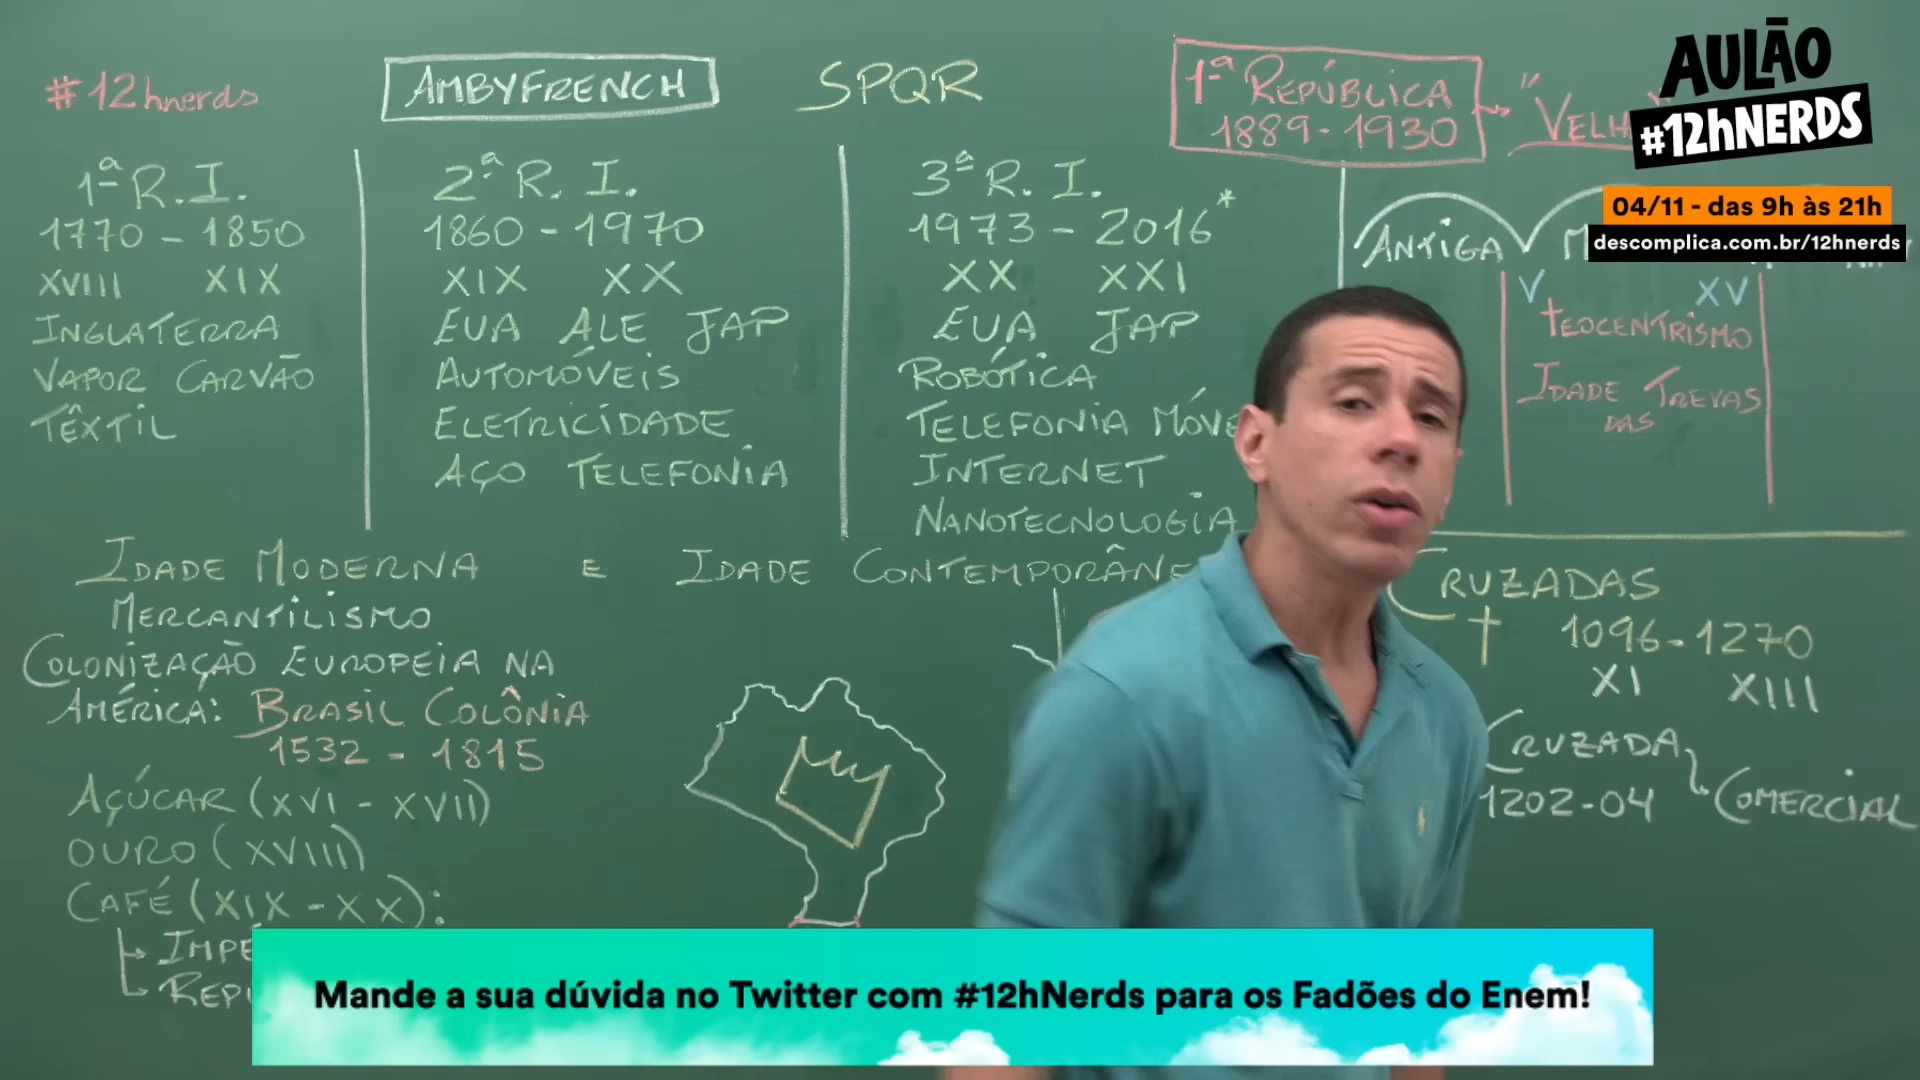 #12hnerds
AMBYFRENCH
SPQR
1ª REPÚBLICA
1889-1930
"VELH
AULÃO
#12hNERDS
04/11 - das 9h às 21h
descomplica.com.br/12hnerds
1ª R.I.
1770 - 1850
XVIII XIX
INGLATERRA
VAPOR CARVÃO
TÊXTIL
2ª R. I.
1860 - 1970
XIX XX
EUA ALE JAP
AUTOMÓVEIS
ELETRICIDADE
AÇO TELEFONIA
3ª R. I.
1973 - 2016*
XX XXI
EUA JAP
ROBÓTICA
TELEFONIA MÓVE
INTERNET
NANOTECNOLOGIA
ANTIGA M
V XV
TEOCENTRISMO
IDADE DAS TREVAS
IDADE MODERNA E IDADE CONTEMPORÂNE
MERCANTILISMO
COLONIZAÇÃO EUROPEIA NA
AMÉRICA: BRASIL COLÔNIA
1532 - 1815
AÇÚCAR (XVI - XVII)
OURO (XVIII)
CAFÉ (XIX - XX):
IMPÉ
REPU
CRUZADAS
1096-1270
XI XIII
CRUZADA
1202-04 COMERCIAL
Mande a sua dúvida no Twitter com #12hNerds para os Fadões do Enem!